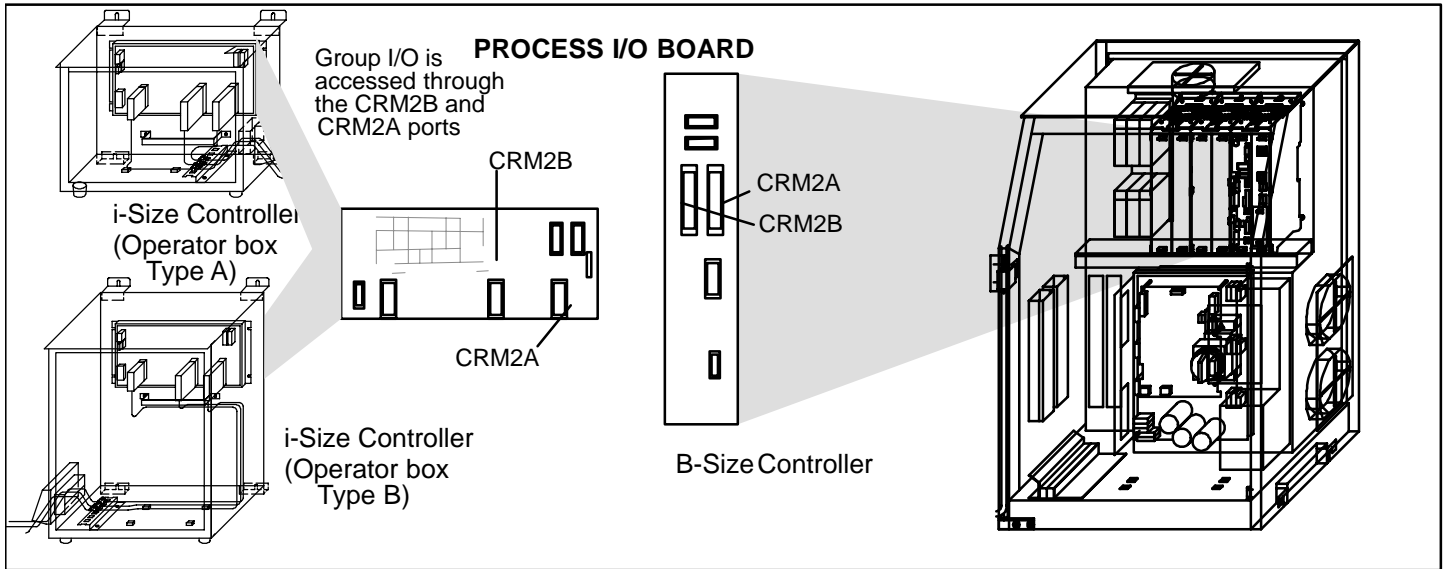 PROCESS I/O BOARD
Group I/O is
accessed through
the CRM2B and
CRM2A ports
i-Size Controller
(Operator box
Type A)
CRM2B
CRM2A
i-Size Controller
(Operator box
Type B)
CRM2A
CRM2B
B-Size Controller